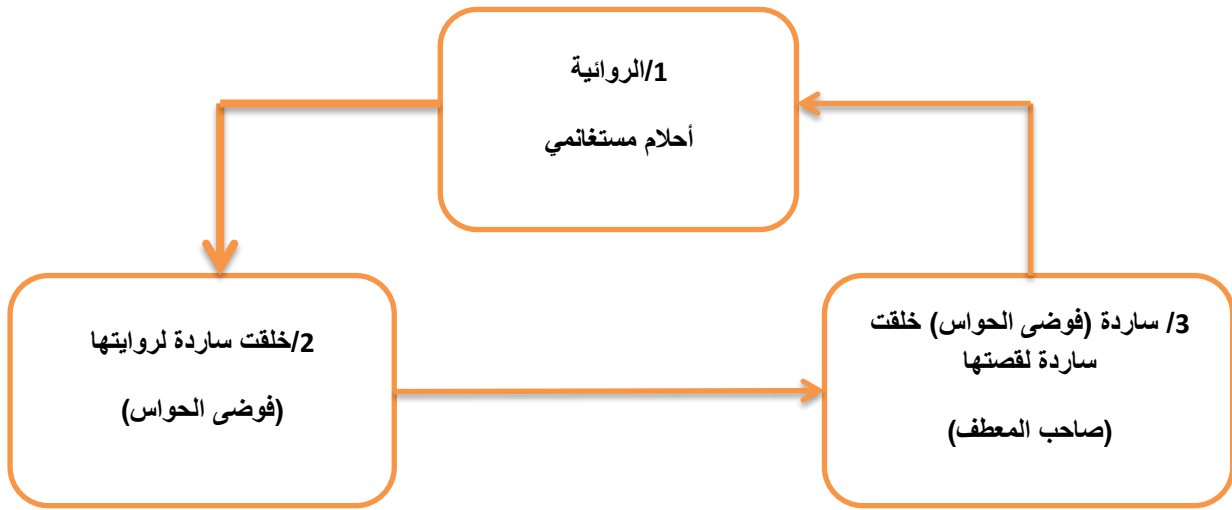 1/الروائية
أحلام مستغانمي
2/خلقت ساردة لروايتها
(فوضى الحواس)
3/ ساردة (فوضى الحواس) خلقت
ساردة لقصتها
(صاحب المعطف)